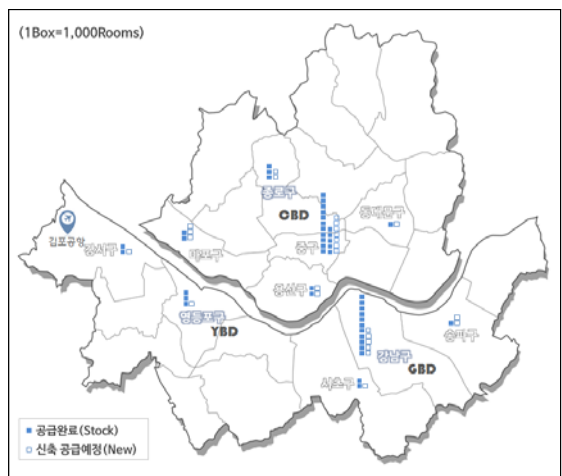 (1Box=1,000Rooms)
종로구
CBD
동대문구
김포공항
강서구
마포구
중구
용산구
영등포구
YBD
송파구
강남구
GBD
서초구
공급완료(Stock)
신축 공급예정(New)